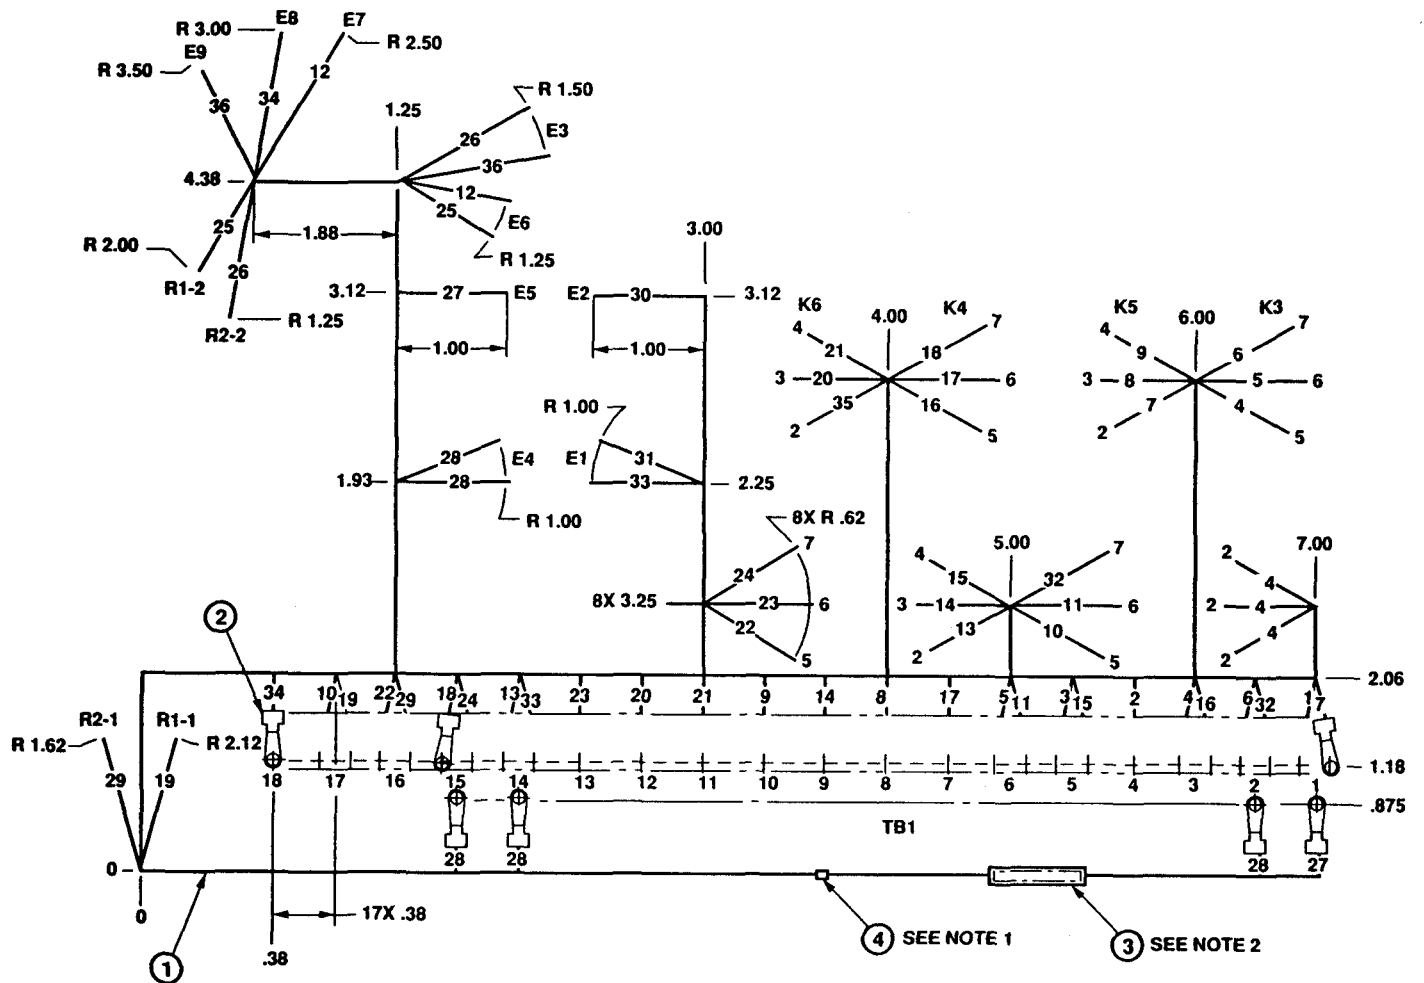 R 3.00 E8 E7
R 2.50
E9
R 3.50
36 34 12
1.25
R 1.50
E3
26
36
4.38
12
25
E6
R 1.25
25
1.88
R 2.00
26
R1-2
R 1.25
R2-2
3.00
3.12 27 E5 E2 30 3.12
1.00 1.00
K6 4.00 K4
4 21 18 7
3 20 17 6
2 35 16 5
K5 6.00 K3
4 9 6 7
3 8 5 6
2 7 4 5
R 1.00
28 E4 E1 31
1.93 28 33 2.25
R 1.00
8X R .62
7
24
8X 3.25 23 6
22
5
5.00
4 15 32 7
3 14 11 6
2 13 10 5
7.00
2 4
2 4
2 4
2
2.06
34 10 19 22 29 18 24 13 33 23 20 21 9 14 8 17 5 11 3 15 2 4 16 6 32 1 7
R2-1 R1-1
R 1.62 R 2.12
29 19
1.18
18 17 16 15 14 13 12 11 10 9 8 7 6 5 4 3 2 1
.875
TB1
28 28 28 27
0
0
17X .38
.38
1
4 SEE NOTE 1
3 SEE NOTE 2